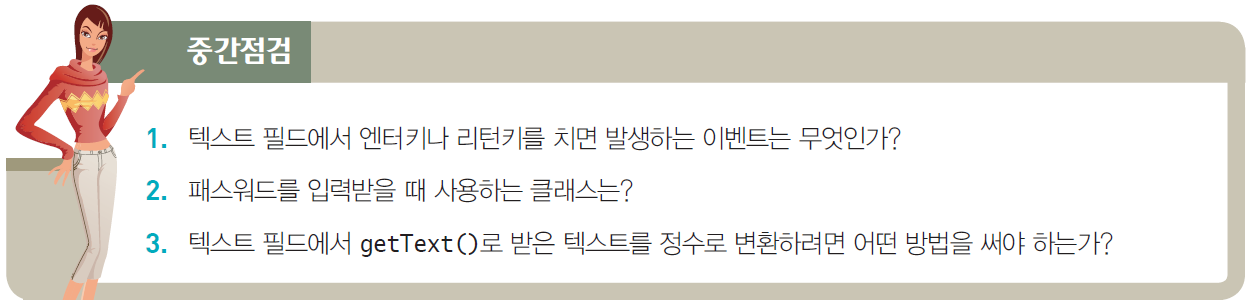 중간점검
1. 텍스트 필드에서 엔터키나 리턴키를 치면 발생하는 이벤트는 무엇인가?
2. 패스워드를 입력받을 때 사용하는 클래스는?
3. 텍스트 필드에서 getText()로 받은 텍스트를 정수로 변환하려면 어떤 방법을 써야 하는가?